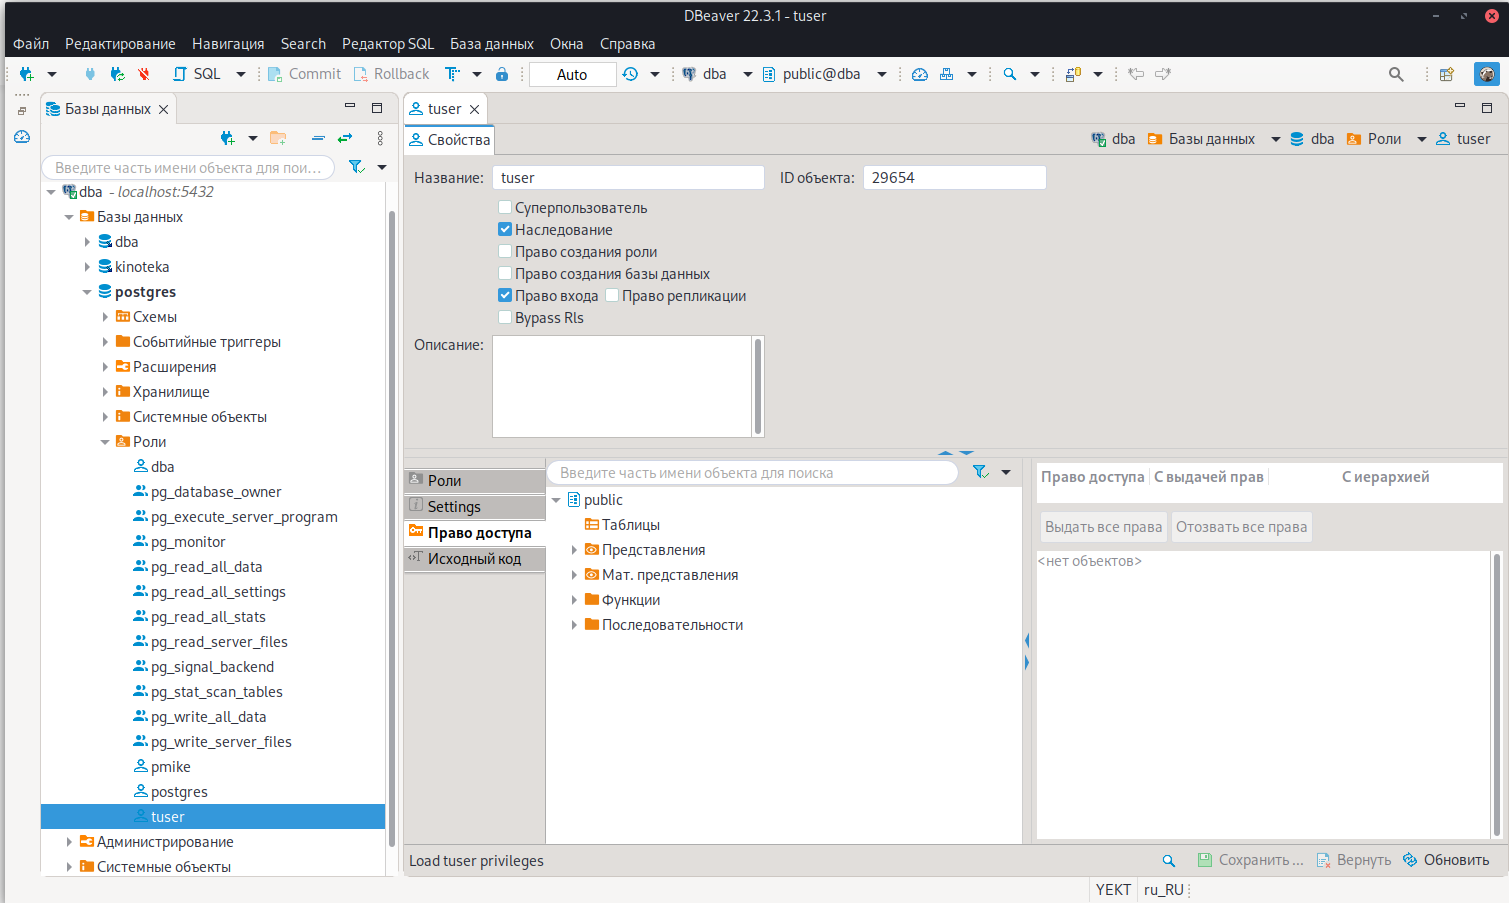 DBeaver 22.3.1 - tuser
Файл Редактирование Навигация Search Редактор SQL База данных Окна Справка
SQL Commit Rollback Auto dba public@dba
Базы данных
Введите часть имени объекта для пои...
dba - localhost:5432
Базы данных
dba
kinoteka
postgres
Схемы
Событийные триггеры
Расширения
Хранилище
Системные объекты
Роли
dba
pg_database_owner
pg_execute_server_program
pg_monitor
pg_read_all_data
pg_read_all_settings
pg_read_all_stats
pg_read_server_files
pg_signal_backend
pg_stat_scan_tables
pg_write_all_data
pg_write_server_files
pmike
postgres
tuser
Администрирование
Системные объекты
tuser
Свойства
dba Базы данных dba Роли tuser
Название: tuser ID объекта: 29654
Суперпользователь
Наследование
Право создания роли
Право создания базы данных
Право входа Право репликации
Bypass Rls
Описание:
Роли
Settings
Право доступа
Исходный код
Введите часть имени объекта для поиска
public
Таблицы
Представления
Мат. представления
Функции
Последовательности
Право доступа С выдачей прав С иерархией
Выдать все права Отозвать все права
<нет объектов>
Load tuser privileges
Сохранить ... Вернуть Обновить
YEKT ru_RU